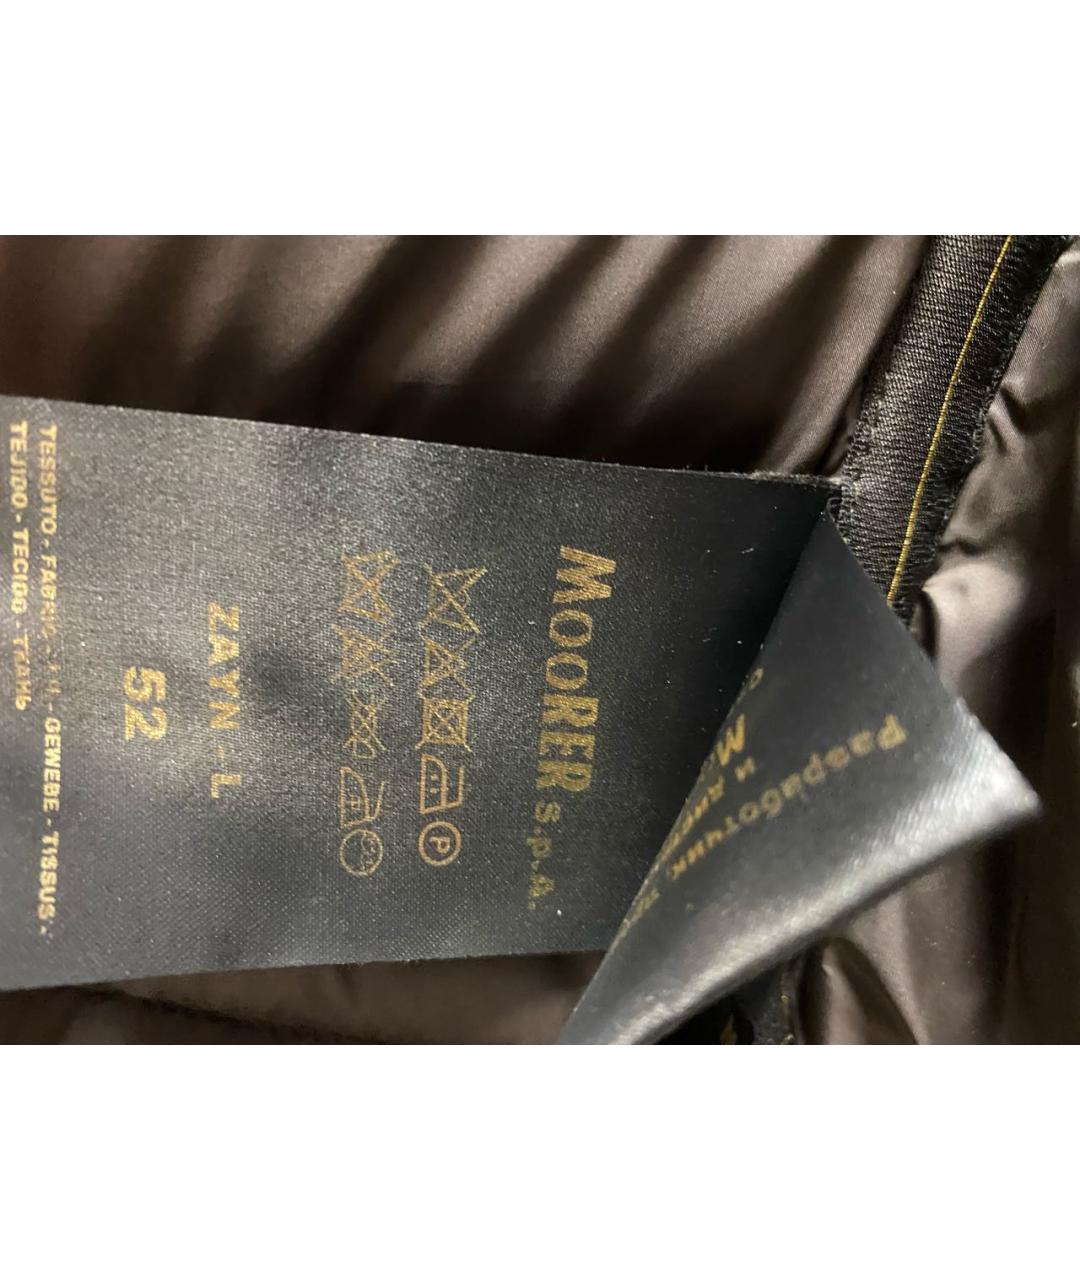 MooRER s.p.A.
P
ZAYN-L
52
TESSUTO - FABRIC - - GEWEBE - TISSUS -
TEJIDO - TECIDO - ТКАНЬ
Разработчик
и